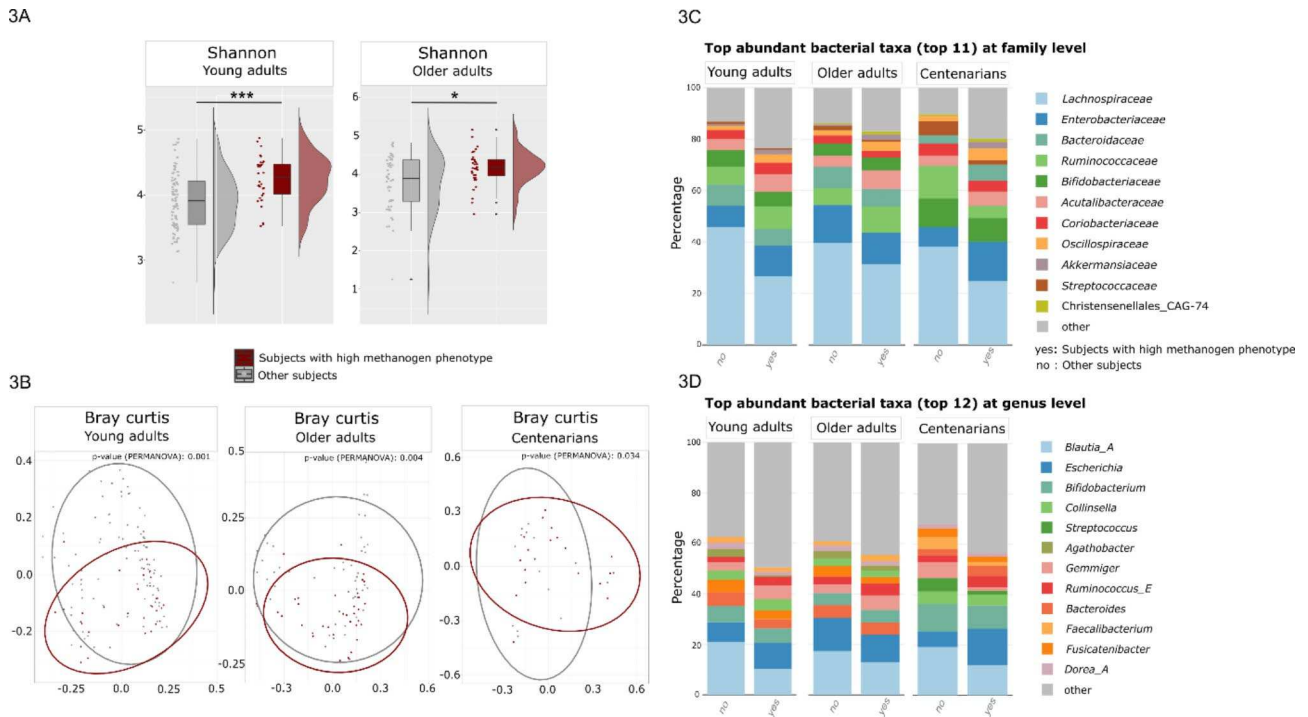 3A
Shannon
Young adults
***
5
4
3
Shannon
Older adults
*
6
5
4
3
2
1
Subjects with high methanogen phenotype
Other subjects
3B
Bray curtis
Young adults
p-value (PERMANOVA): 0.001
0.4
0.2
0.0
-0.2
-0.25
0.0
0.25
0.5
Bray curtis
Older adults
p-value (PERMANOVA): 0.004
0.5
0.25
0.0
-0.25
-0.3
0.0
0.3
0.6
Bray curtis
Centenarians
p-value (PERMANOVA): 0.034
0.6
0.3
0.0
-0.3
-0.6
-0.3
0.0
0.3
0.6
3C
Top abundant bacterial taxa (top 11) at family level
Young adults
Older adults
Centenarians
Percentage
100
80
60
40
20
0
no
yes
no
yes
no
yes
Lachnospiraceae
Enterobacteriaceae
Bacteroidaceae
Ruminococcaceae
Bifidobacteriaceae
Acutalibacteraceae
Coriobacteriaceae
Oscillospiraceae
Akkermansiaceae
Streptococcaceae
Christensenellales_CAG-74
other
yes: Subjects with high methanogen phenotype
no : Other subjects
3D
Top abundant bacterial taxa (top 12) at genus level
Young adults
Older adults
Centenarians
Percentage
100
80
60
40
20
0
no
yes
no
yes
no
yes
Blautia_A
Escherichia
Bifidobacterium
Collinsella
Streptococcus
Agathobacter
Gemmiger
Ruminococcus_E
Bacteroides
Faecalibacterium
Fusicatenibacter
Dorea_A
other